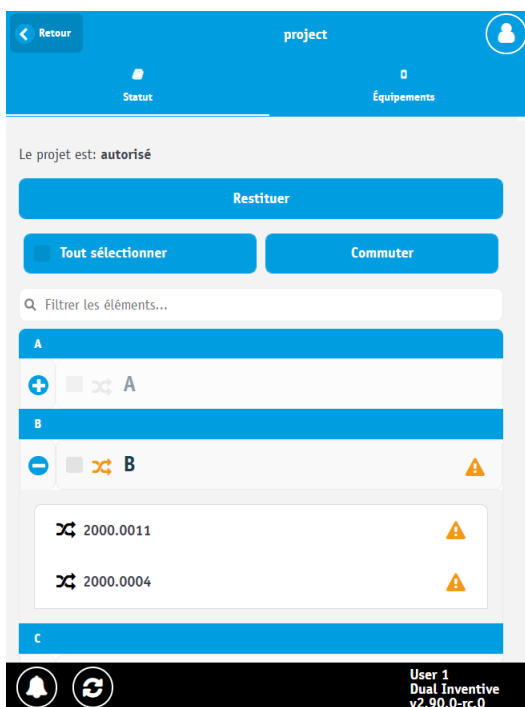 Retour
project
Statut
Équipements
Le projet est: autorisé
Restituer
Tout sélectionner
Commuter
Filtrer les éléments...
A
A
B
B
2000.0011
2000.0004
C
User 1
Dual Inventive
v2.90.0-rc.0